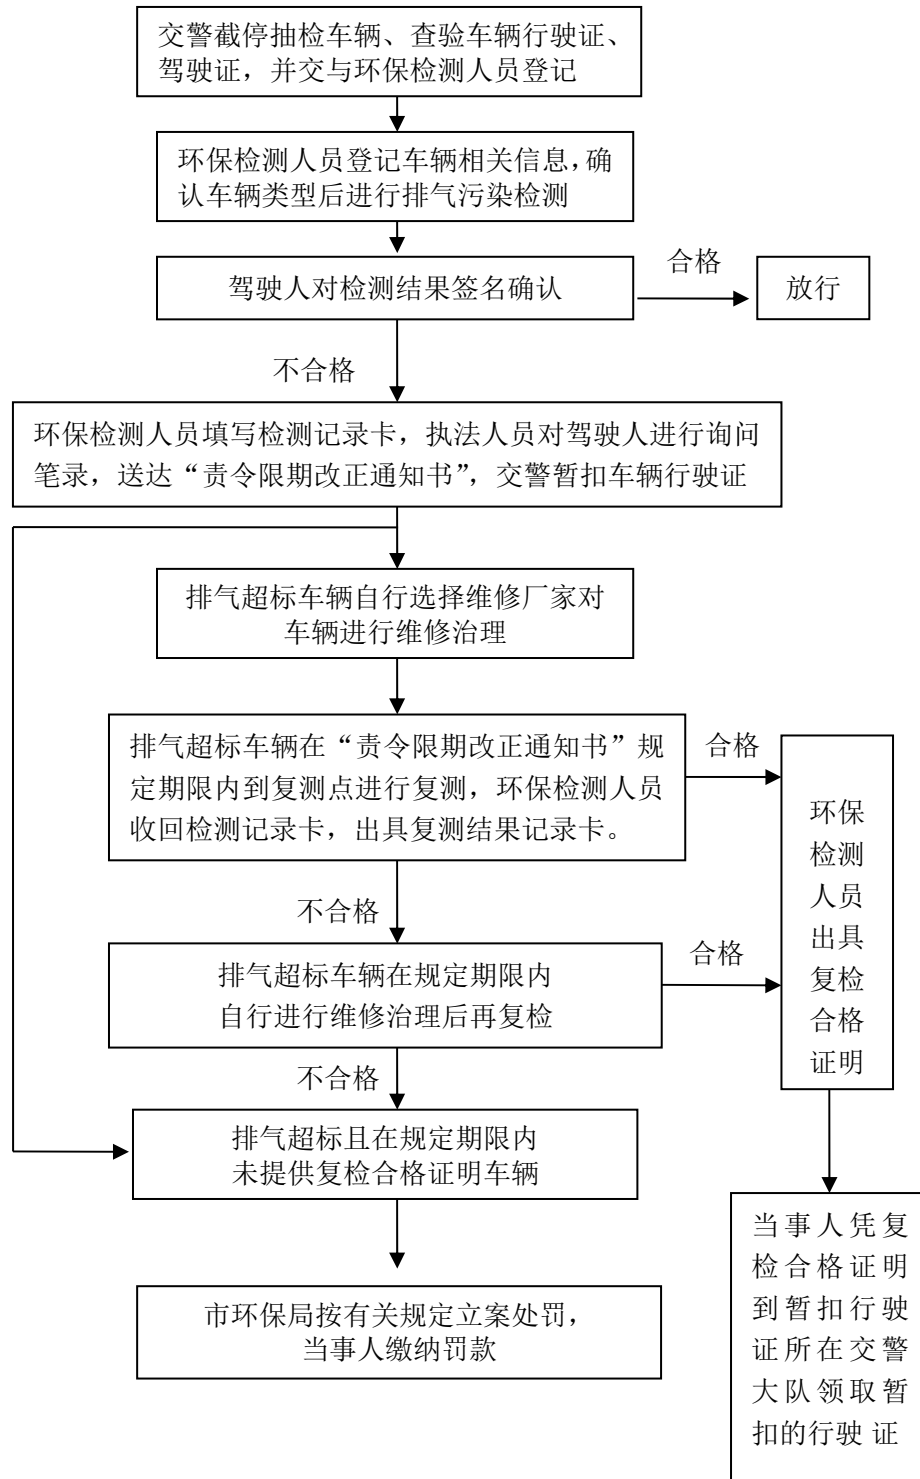 交警截停抽检车辆、查验车辆行驶证、
驾驶证，并交与环保检测人员登记
环保检测人员登记车辆相关信息，确
认车辆类型后进行排气污染检测
驾驶人对检测结果签名确认
合格
放行
不合格
环保检测人员填写检测记录卡，执法人员对驾驶人进行询问
笔录，送达“责令限期改正通知书”，交警暂扣车辆行驶证
排气超标车辆自行选择维修厂家对
车辆进行维修治理
排气超标车辆在“责令限期改正通知书”规
定期限内到复测点进行复测，环保检测人员
收回检测记录卡，出具复测结果记录卡。
合格
不合格
排气超标车辆在规定期限内
自行进行维修治理后再复检
合格
环保
检测
人员
出具
复检
合格
证明
不合格
排气超标且在规定期限内
未提供复检合格证明车辆
市环保局按有关规定立案处罚，
当事人缴纳罚款
当事人凭复
检合格证明
到暂扣行驶
证所在交警
大队领取暂
扣的行驶 证